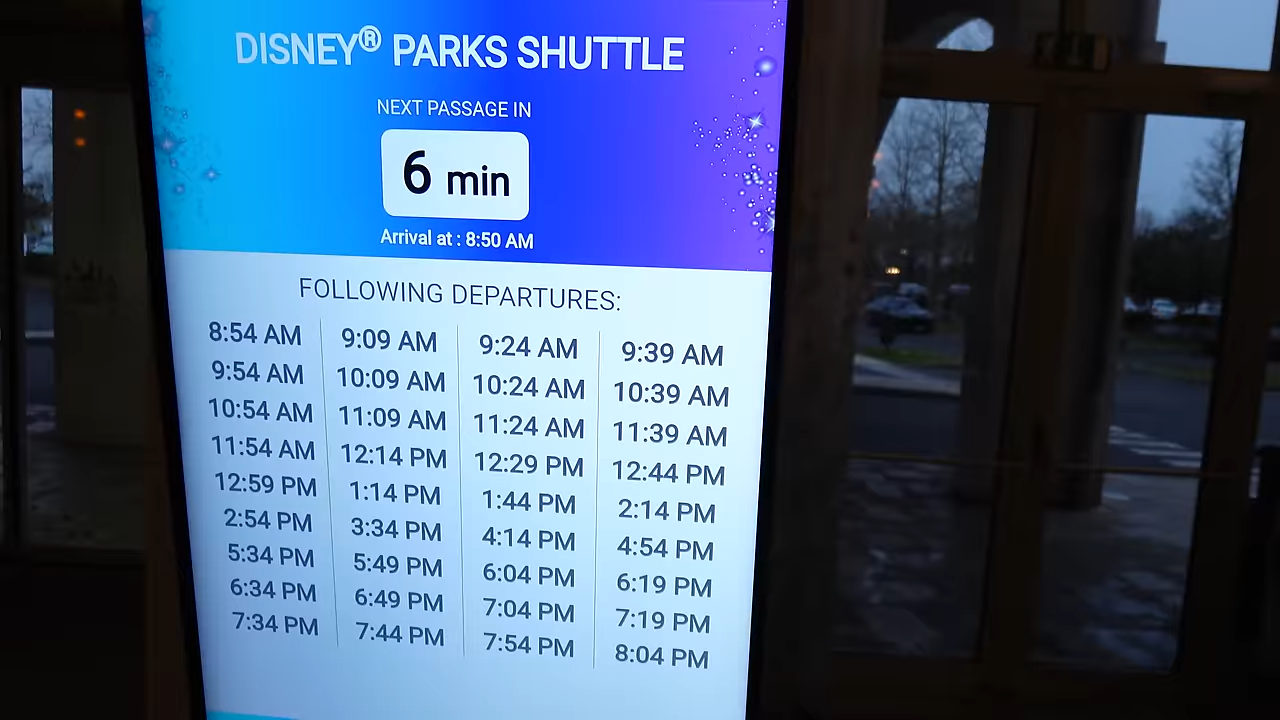 DISNEY® PARKS SHUTTLE
NEXT PASSAGE IN
6 min
Arrival at : 8:50 AM
FOLLOWING DEPARTURES:
8:54 AM 9:09 AM 9:24 AM 9:39 AM
9:54 AM 10:09 AM 10:24 AM 10:39 AM
10:54 AM 11:09 AM 11:24 AM 11:39 AM
11:54 AM 12:14 PM 12:29 PM 12:44 PM
12:59 PM 1:14 PM 1:44 PM 2:14 PM
2:54 PM 3:34 PM 4:14 PM 4:54 PM
5:34 PM 5:49 PM 6:04 PM 6:19 PM
6:34 PM 6:49 PM 7:04 PM 7:19 PM
7:34 PM 7:44 PM 7:54 PM 8:04 PM